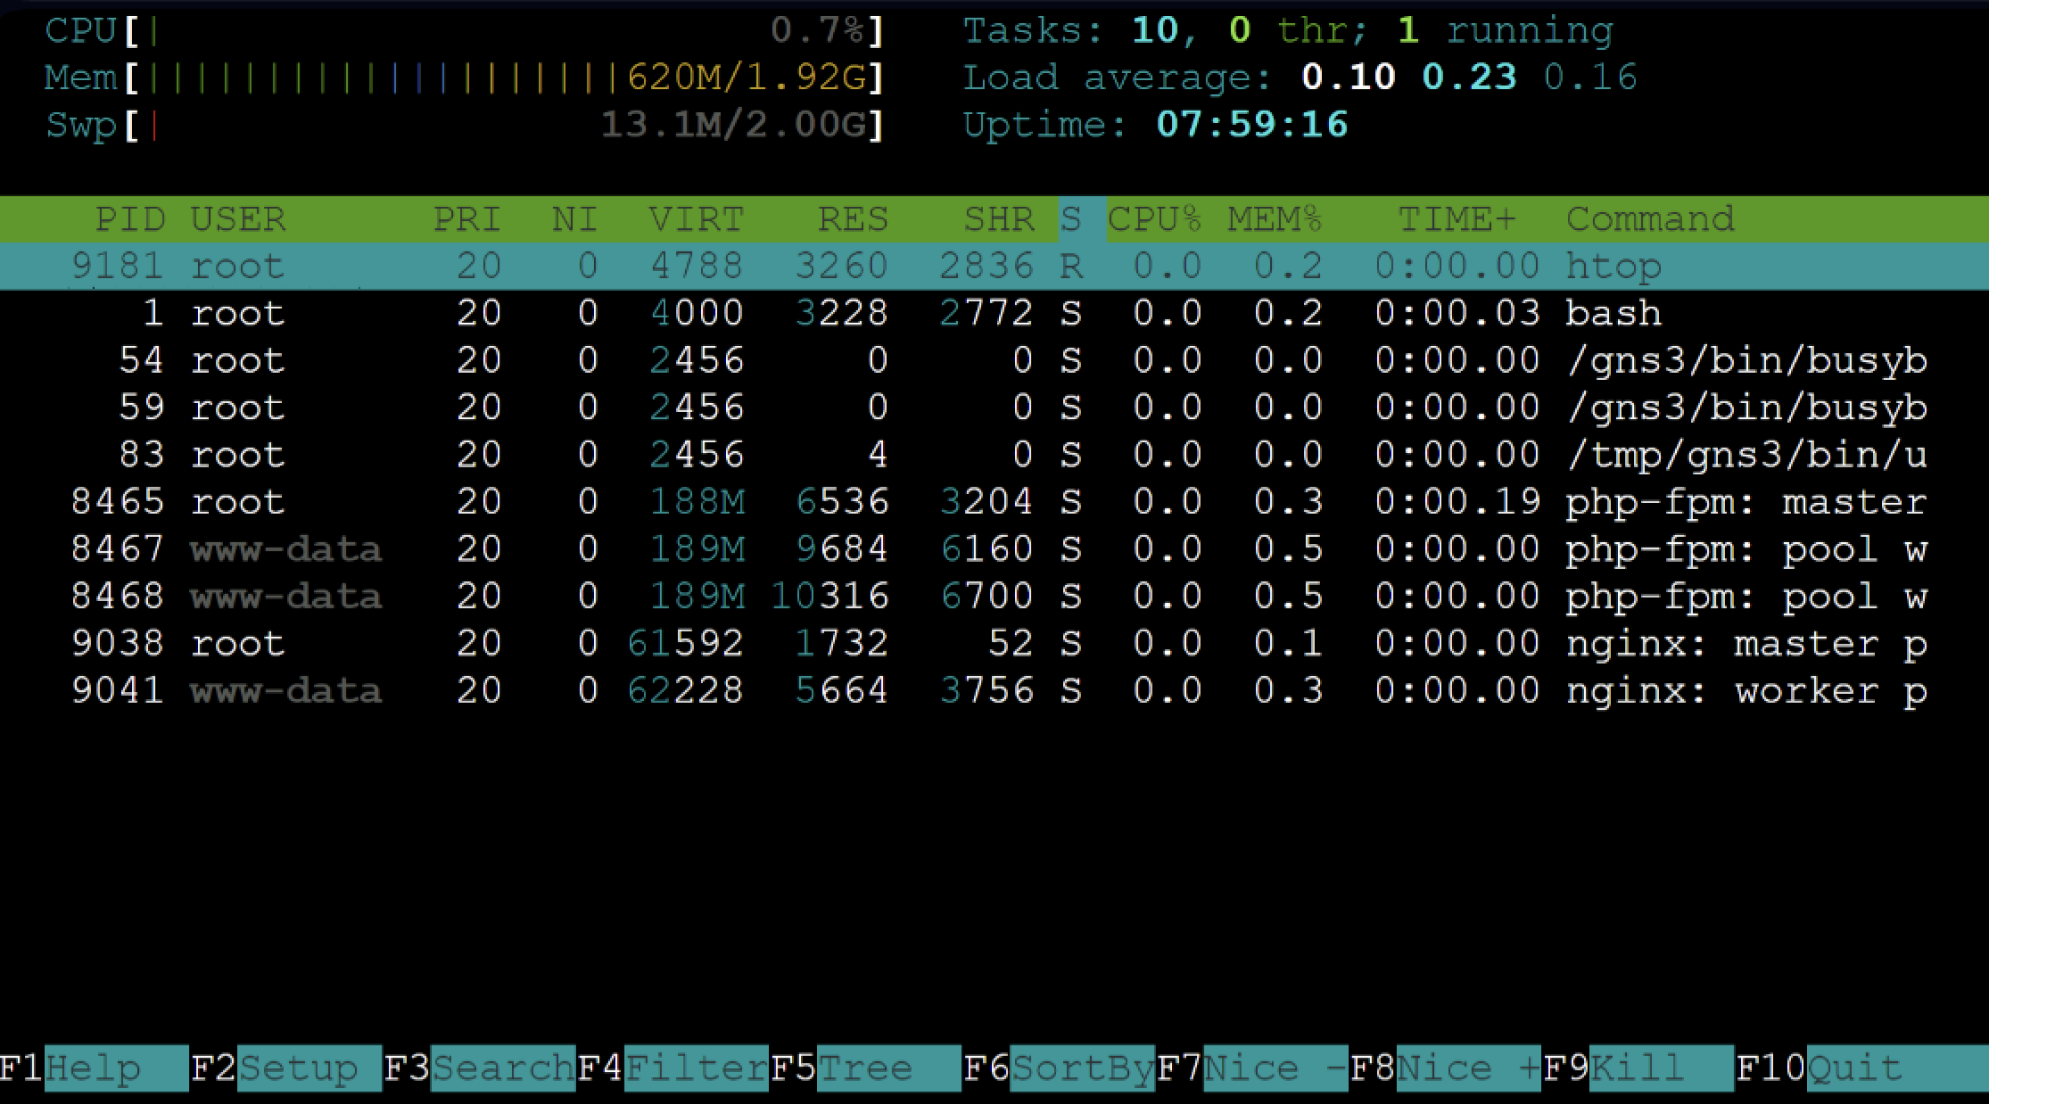 CPU[| 0.7%]
Tasks: 10, 0 thr; 1 running
Mem[||||||||||||||||||||620M/1.92G]
Load average: 0.10 0.23 0.16
Swp[| 13.1M/2.00G]
Uptime: 07:59:16
PID USER PRI NI VIRT RES SHR S CPU% MEM% TIME+ Command
9181 root 20 0 4788 3260 2836 R 0.0 0.2 0:00.00 htop
1 root 20 0 4000 3228 2772 S 0.0 0.2 0:00.03 bash
54 root 20 0 2456 0 0 S 0.0 0.0 0:00.00 /gns3/bin/busyb
59 root 20 0 2456 0 0 S 0.0 0.0 0:00.00 /gns3/bin/busyb
83 root 20 0 2456 4 0 S 0.0 0.0 0:00.00 /tmp/gns3/bin/u
8465 root 20 0 188M 6536 3204 S 0.0 0.3 0:00.19 php-fpm: master
8467 www-data 20 0 189M 9684 6160 S 0.0 0.5 0:00.00 php-fpm: pool w
8468 www-data 20 0 189M 10316 6700 S 0.0 0.5 0:00.00 php-fpm: pool w
9038 root 20 0 61592 1732 52 S 0.0 0.1 0:00.00 nginx: master p
9041 www-data 20 0 62228 5664 3756 S 0.0 0.3 0:00.00 nginx: worker p
F1Help F2Setup F3SearchF4FilterF5Tree F6SortByF7Nice -F8Nice +F9Kill F10Quit